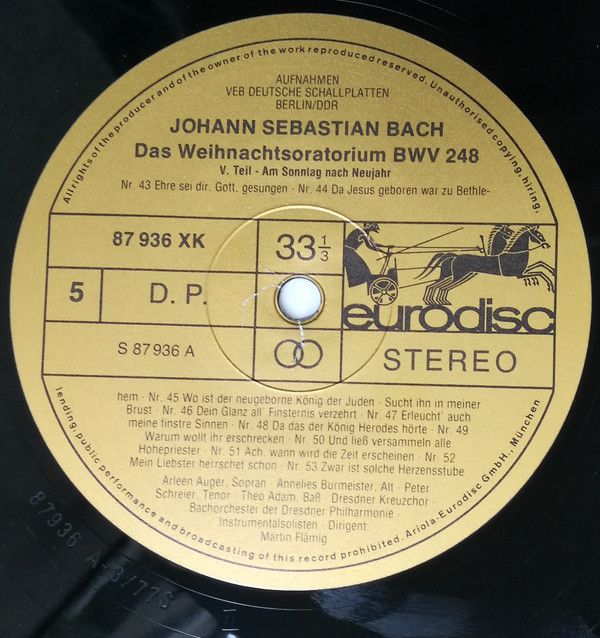 All rights of the producer and of the owner of the work reproduced reserved. Unauthorised copying, hiring,
AUFNAHMEN
VEB DEUTSCHE SCHALLPLATTEN
BERLIN/DDR
JOHANN SEBASTIAN BACH
Das Weihnachtsoratorium BWV 248
V. Teil - Am Sonntag nach Neujahr
Nr. 43 Ehre sei dir, Gott, gesungen · Nr. 44 Da Jesus geboren war zu Bethle-
87 936 XK
33 1/3
5
D. P.
eurodisc
S 87 936 A
STEREO
hem · Nr. 45 Wo ist der neugeborne König der Juden · Sucht ihn in meiner
Brust · Nr. 46 Dein Glanz all' Finsternis verzehrt · Nr. 47 Erleucht' auch
meine finstre Sinnen · Nr. 48 Da das der König Herodes hörte · Nr. 49
Warum wollt ihr erschrecken · Nr. 50 Und ließ versammeln alle
Hohepriester · Nr. 51 Ach, wann wird die Zeit erscheinen · Nr. 52
Mein Liebster herrschet schon · Nr. 53 Zwar ist solche Herzensstube
Arleen Augér, Sopran · Annelies Burmeister, Alt · Peter
Schreier, Tenor · Theo Adam, Baß · Dresdner Kreuzchor ·
Bachorchester der Dresdner Philharmonie ·
Instrumentalsolisten · Dirigent:
Martin Flämig
lending, public performance and broadcasting of this record prohibited. Ariola-Eurodisc GmbH., München
87936 A-3/77S